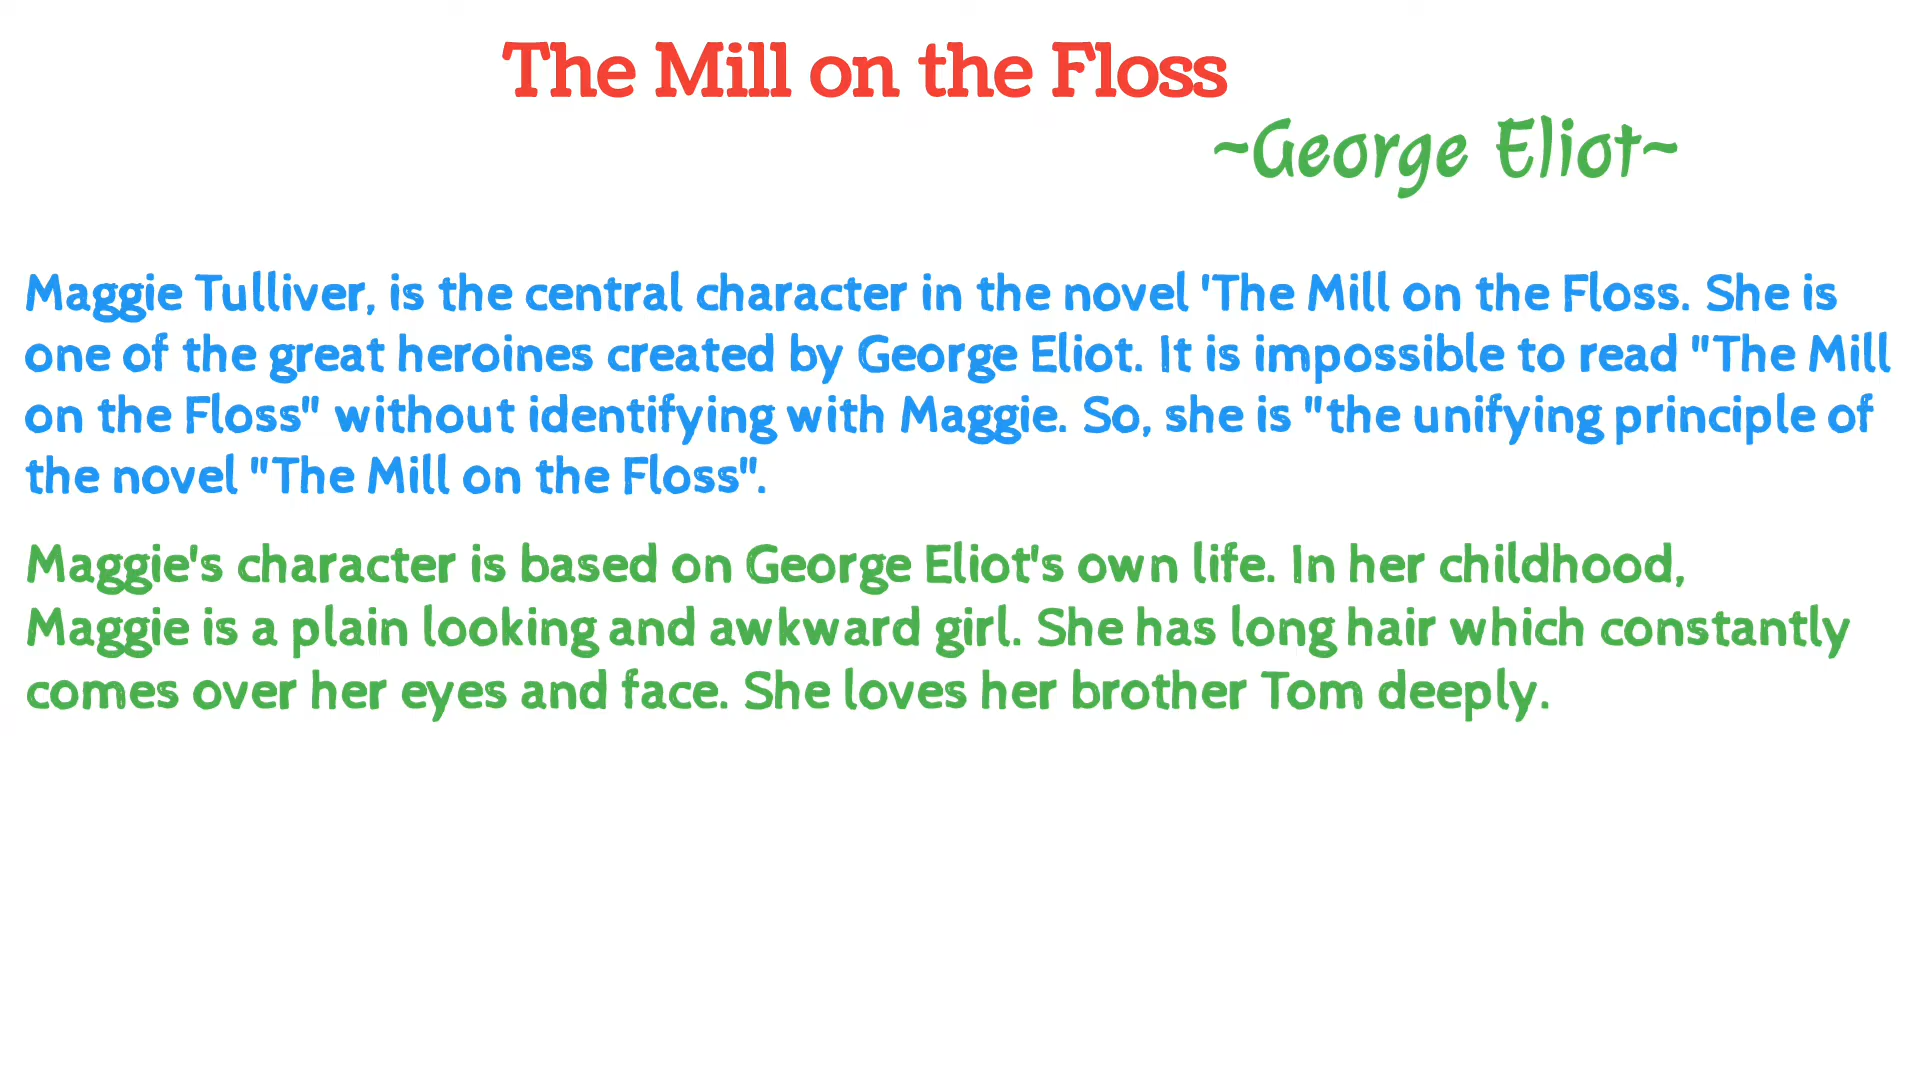 The Mill on the Floss
~George Eliot~
Maggie Tulliver, is the central character in the novel 'The Mill on the Floss. She is
one of the great heroines created by George Eliot. It is impossible to read "The Mill
on the Floss" without identifying with Maggie. So, she is "the unifying principle of
the novel "The Mill on the Floss".
Maggie's character is based on George Eliot's own life. In her childhood,
Maggie is a plain looking and awkward girl. She has long hair which constantly
comes over her eyes and face. She loves her brother Tom deeply.